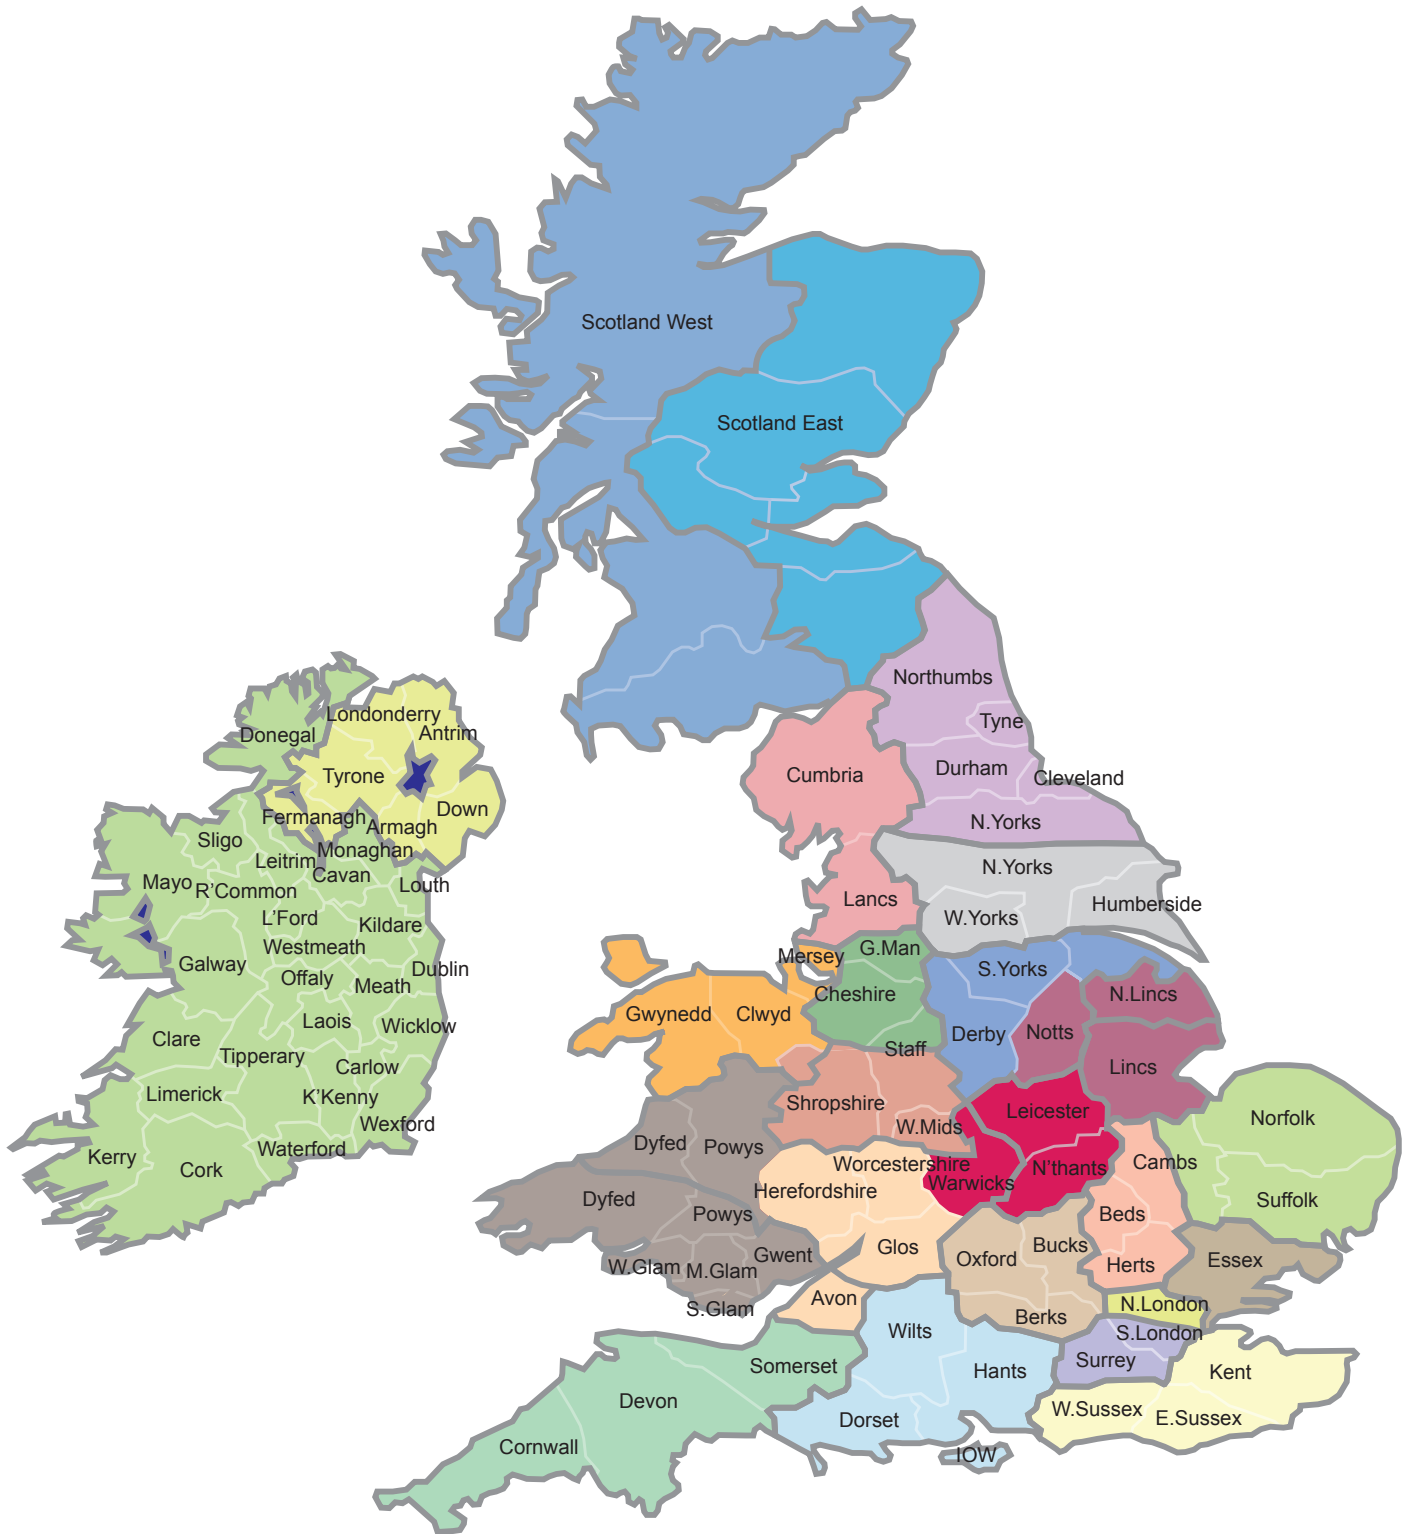 Scotland West
Scotland East
Northumbs
Tyne
Londonderry
Antrim
Donegal
Tyrone
Cumbria
Durham
Cleveland
Down
Fermanagh
Armagh
N.Yorks
Sligo
Monaghan
Leitrim
Cavan
N.Yorks
Mayo
R'Common
Louth
Lancs
Humberside
L'Ford
Kildare
W.Yorks
Westmeath
G.Man
Mersey
Galway
Dublin
S.Yorks
Offaly
Meath
Cheshire
N.Lincs
Gwynedd
Clwyd
Laois
Wicklow
Derby
Notts
Clare
Staff
Tipperary
Carlow
Lincs
Limerick
K'Kenny
Shropshire
Leicester
Norfolk
Wexford
W.Mids
Waterford
Dyfed
Powys
Kerry
Cork
Worcestershire
N'thants
Cambs
Warwicks
Herefordshire
Dyfed
Suffolk
Powys
Beds
Glos
Bucks
Gwent
Oxford
W.Glam
M.Glam
Herts
Essex
Avon
S.Glam
N.London
Berks
Wilts
S.London
Somerset
Hants
Surrey
Kent
Devon
W.Sussex
E.Sussex
Dorset
Cornwall
IOW